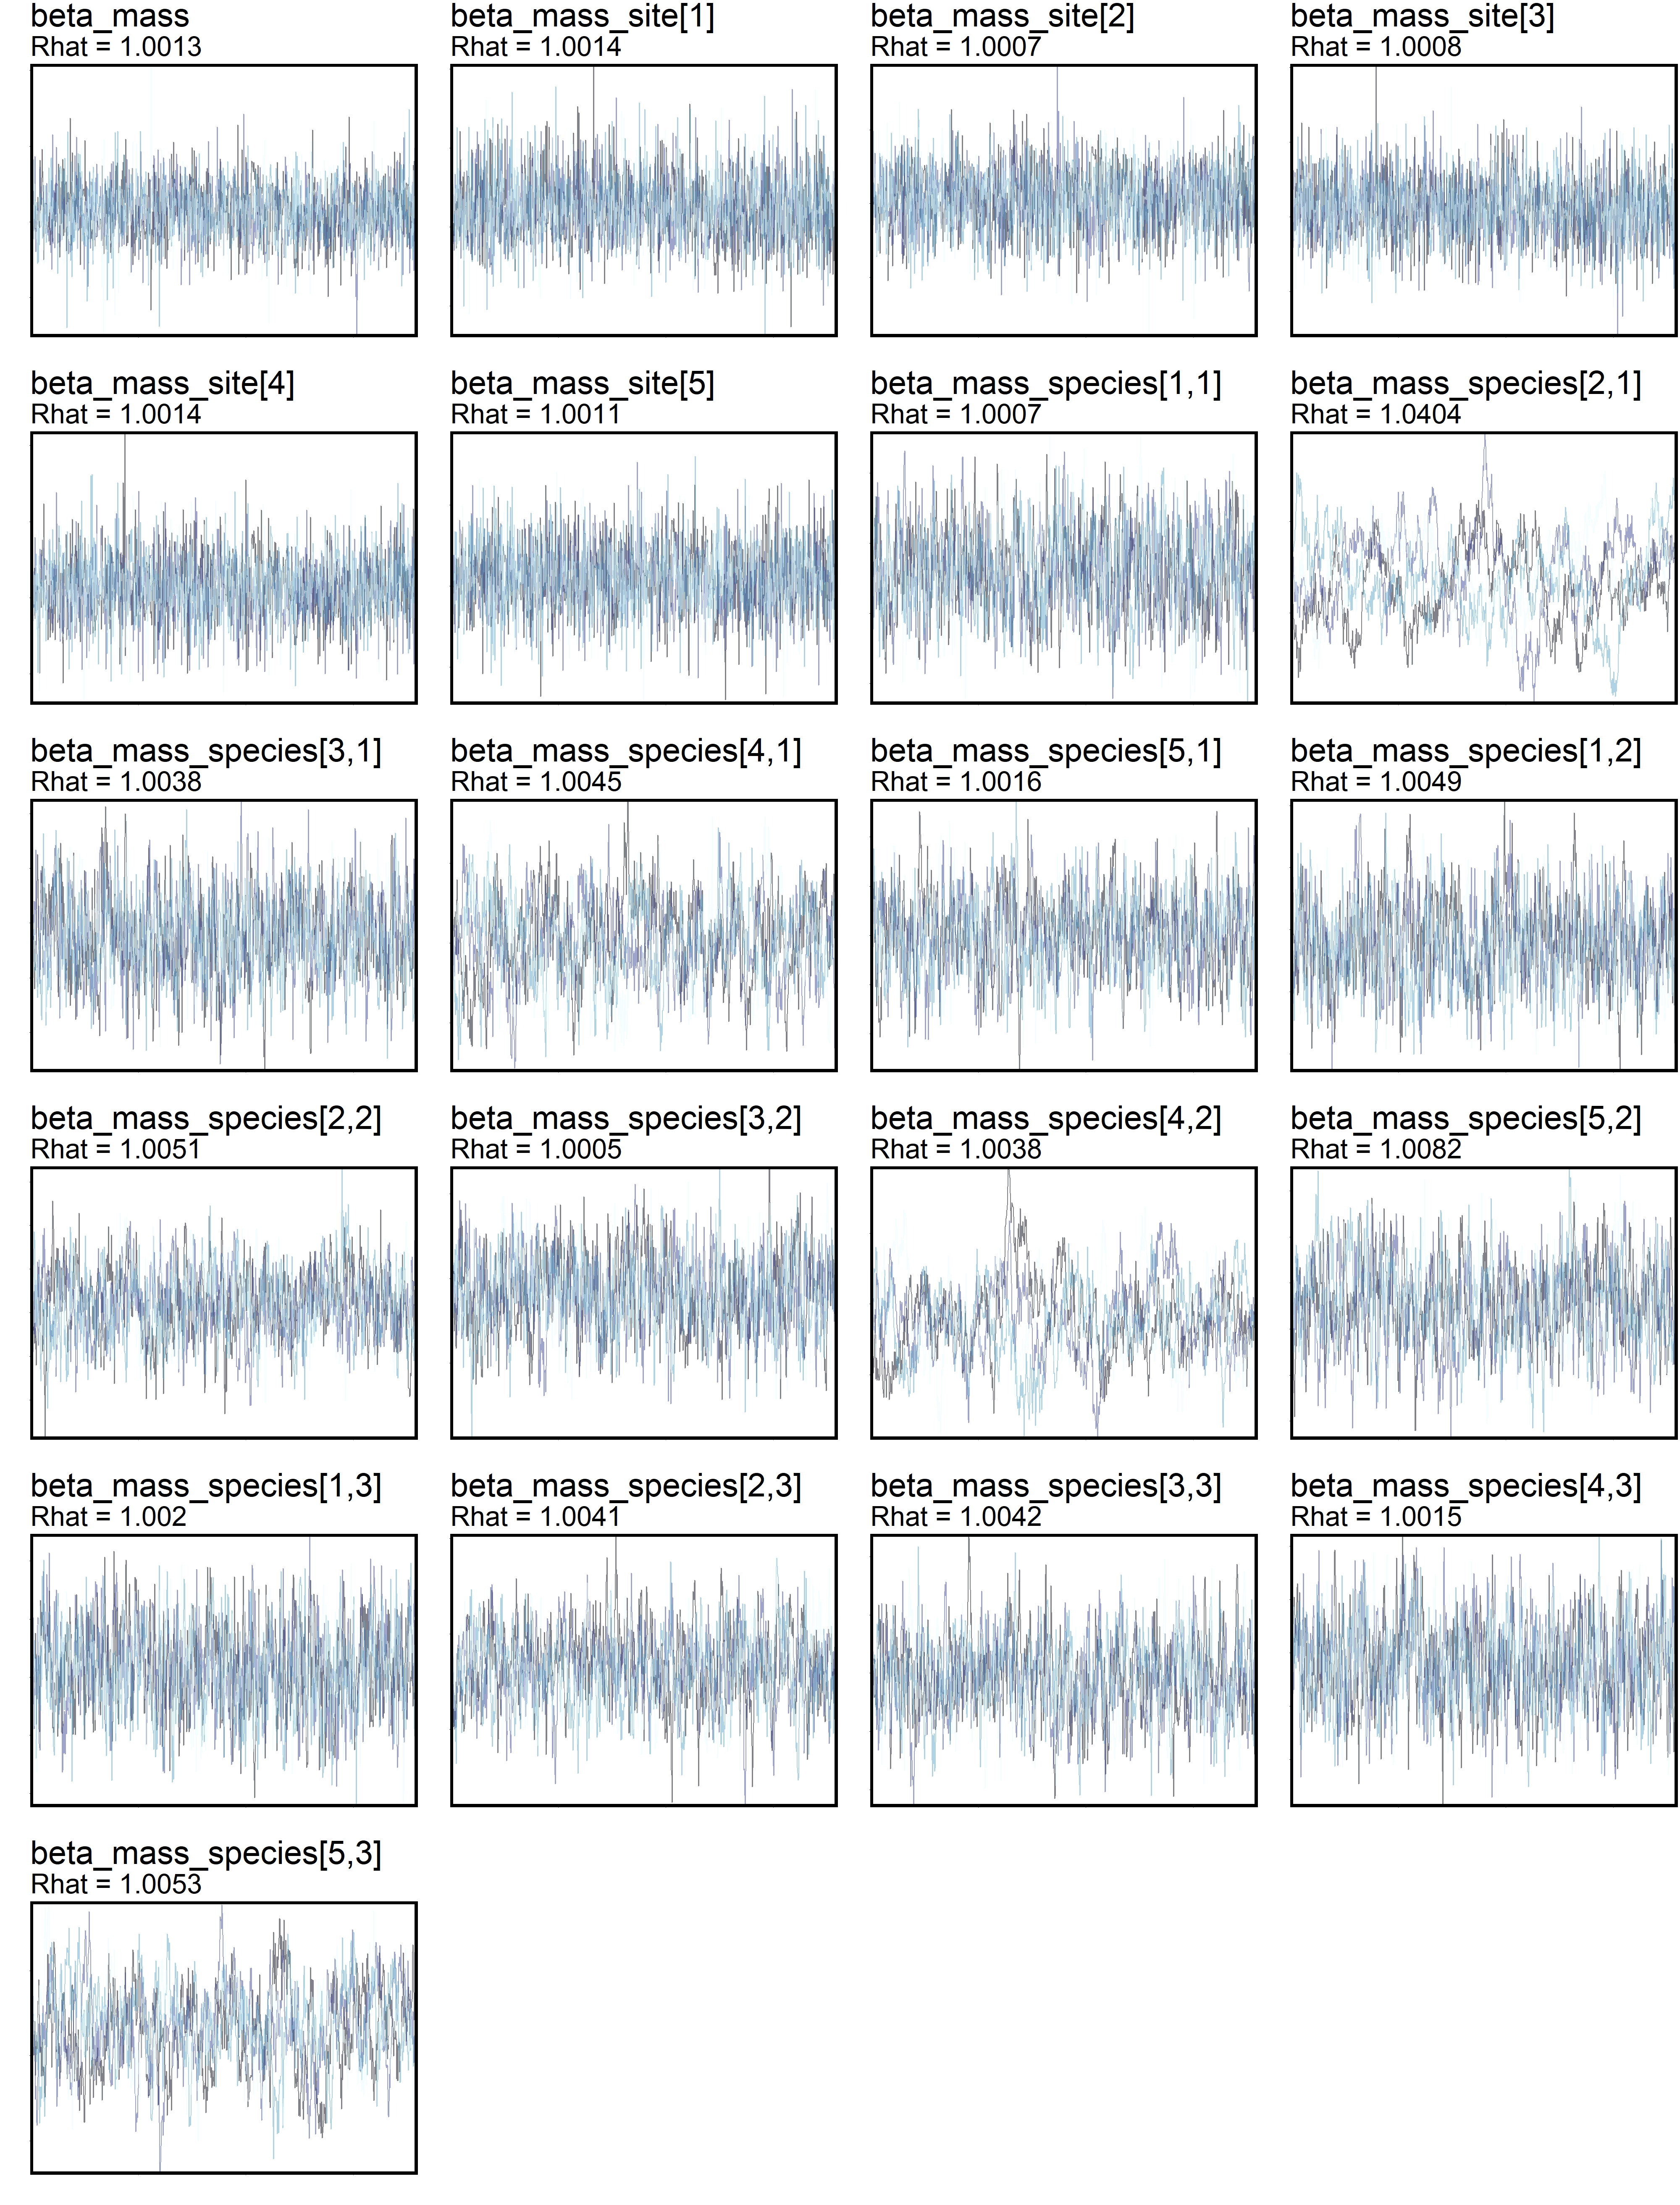 beta_mass
Rhat = 1.0013
beta_mass_site[1]
Rhat = 1.0014
beta_mass_site[2]
Rhat = 1.0007
beta_mass_site[3]
Rhat = 1.0008
beta_mass_site[4]
Rhat = 1.0014
beta_mass_site[5]
Rhat = 1.0011
beta_mass_species[1,1]
Rhat = 1.0007
beta_mass_species[2,1]
Rhat = 1.0404
beta_mass_species[3,1]
Rhat = 1.0038
beta_mass_species[4,1]
Rhat = 1.0045
beta_mass_species[5,1]
Rhat = 1.0016
beta_mass_species[1,2]
Rhat = 1.0049
beta_mass_species[2,2]
Rhat = 1.0051
beta_mass_species[3,2]
Rhat = 1.0005
beta_mass_species[4,2]
Rhat = 1.0038
beta_mass_species[5,2]
Rhat = 1.0082
beta_mass_species[1,3]
Rhat = 1.002
beta_mass_species[2,3]
Rhat = 1.0041
beta_mass_species[3,3]
Rhat = 1.0042
beta_mass_species[4,3]
Rhat = 1.0015
beta_mass_species[5,3]
Rhat = 1.0053